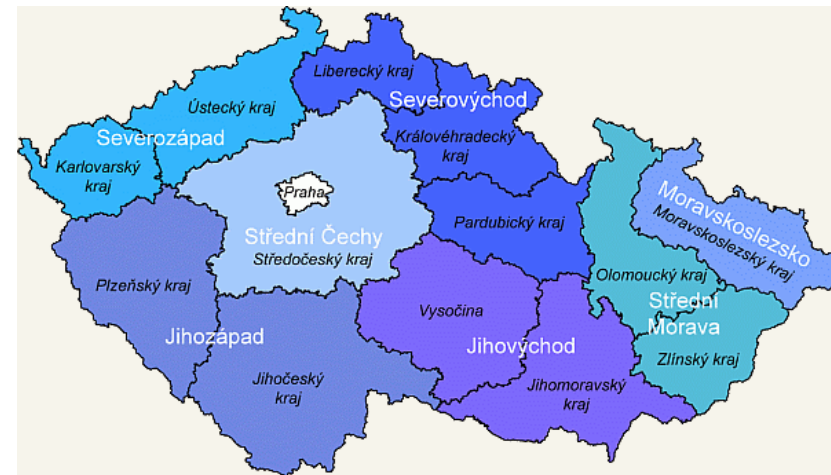 Liberecký kraj
Severovýchod
Ústecký kraj
Severozápad
Královéhradecký
kraj
Karlovarský
kraj
Praha
Moravskoslezsko
Moravskoslezský kraj
Pardubický kraj
Střední Čechy
Středočeský kraj
Plzeňský kraj
Olomoucký kraj
Střední
Morava
Vysočina
Jihozápad
Jihovýchod
Zlínský kraj
Jihočeský
kraj
Jihomoravský
kraj